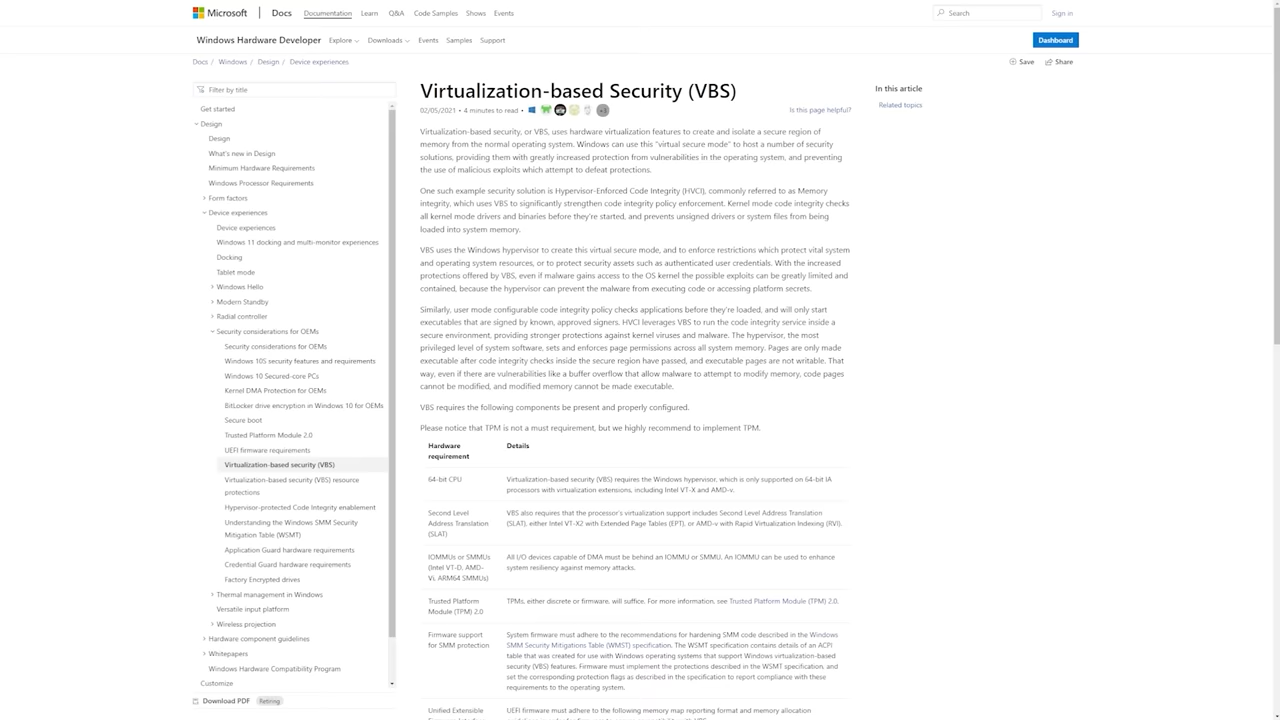 Microsoft
Docs
Documentation
Learn
Q&A
Code Samples
Shows
Events
Search
Sign in
Windows Hardware Developer
Explore
Downloads
Events
Samples
Support
Dashboard
Docs / Windows / Design / Device experiences
Save
Share
Filter by title
Get started
Design
Design
What's new in Design
Minimum Hardware Requirements
Windows Processor Requirements
Form factors
Device experiences
Device experiences
Windows 11 docking and multi-monitor experiences
Docking
Tablet mode
Windows Hello
Modern Standby
Radial controller
Security considerations for OEMs
Security considerations for OEMs
Windows 10S security features and requirements
Windows 10 Secured-core PCs
Kernel DMA Protection for OEMs
BitLocker drive encryption in Windows 10 for OEMs
Secure boot
Trusted Platform Module 2.0
UEFI firmware requirements
Virtualization-based security (VBS)
Virtualization-based security (VBS) resource
protections
Hypervisor-protected Code Integrity enablement
Understanding the Windows SMM Security
Mitigation Table (WSMT)
Application Guard hardware requirements
Credential Guard hardware requirements
Factory Encrypted drives
Thermal management in Windows
Versatile input platform
Wireless projection
Hardware component guidelines
Whitepapers
Windows Hardware Compatibility Program
Customize
Download PDF
Retiring
Virtualization-based Security (VBS)
02/05/2021 • 4 minutes to read •
+3
Is this page helpful?
Virtualization-based security, or VBS, uses hardware virtualization features to create and isolate a secure region of
memory from the normal operating system. Windows can use this "virtual secure mode" to host a number of security
solutions, providing them with greatly increased protection from vulnerabilities in the operating system, and preventing
the use of malicious exploits which attempt to defeat protections.
One such example security solution is Hypervisor-Enforced Code Integrity (HVCI), commonly referred to as Memory
integrity, which uses VBS to significantly strengthen code integrity policy enforcement. Kernel mode code integrity checks
all kernel mode drivers and binaries before they're started, and prevents unsigned drivers or system files from being
loaded into system memory.
VBS uses the Windows hypervisor to create this virtual secure mode, and to enforce restrictions which protect vital system
and operating system resources, or to protect security assets such as authenticated user credentials. With the increased
protections offered by VBS, even if malware gains access to the OS kernel the possible exploits can be greatly limited and
contained, because the hypervisor can prevent the malware from executing code or accessing platform secrets.
Similarly, user mode configurable code integrity policy checks applications before they're loaded, and will only start
executables that are signed by known, approved signers. HVCI leverages VBS to run the code integrity service inside a
secure environment, providing stronger protections against kernel viruses and malware. The hypervisor, the most
privileged level of system software, sets and enforces page permissions across all system memory. Pages are only made
executable after code integrity checks inside the secure region have passed, and executable pages are not writable. That
way, even if there are vulnerabilities like a buffer overflow that allow malware to attempt to modify memory, code pages
cannot be modified, and modified memory cannot be made executable.
VBS requires the following components be present and properly configured.
Please notice that TPM is not a must requirement, but we highly recommend to implement TPM.
Hardware
requirement
Details
64-bit CPU
Virtualization-based security (VBS) requires the Windows hypervisor, which is only supported on 64-bit IA
processors with virtualization extensions, including Intel VT-X and AMD-v.
Second Level
Address Translation
(SLAT)
VBS also requires that the processor's virtualization support includes Second Level Address Translation
(SLAT), either Intel VT-X2 with Extended Page Tables (EPT), or AMD-v with Rapid Virtualization Indexing (RVI).
IOMMUs or SMMUs
(Intel VT-D, AMD-
Vi, ARM64 SMMUs)
All I/O devices capable of DMA must be behind an IOMMU or SMMU. An IOMMU can be used to enhance
system resiliency against memory attacks.
Trusted Platform
Module (TPM) 2.0
TPMs, either discrete or firmware, will suffice. For more information, see Trusted Platform Module (TPM) 2.0.
Firmware support
for SMM protection
System firmware must adhere to the recommendations for hardening SMM code described in the Windows
SMM Security Mitigations Table (WMST) specification. The WSMT specification contains details of an ACPI
table that was created for use with Windows operating systems that support Windows virtualization-based
security (VBS) features. Firmware must implement the protections described in the WSMT specification, and
set the corresponding protection flags as described in the specification to report compliance with these
requirements to the operating system.
Unified Extensible
UEFI firmware must adhere to the following memory map reporting format and memory allocation
In this article
Related topics